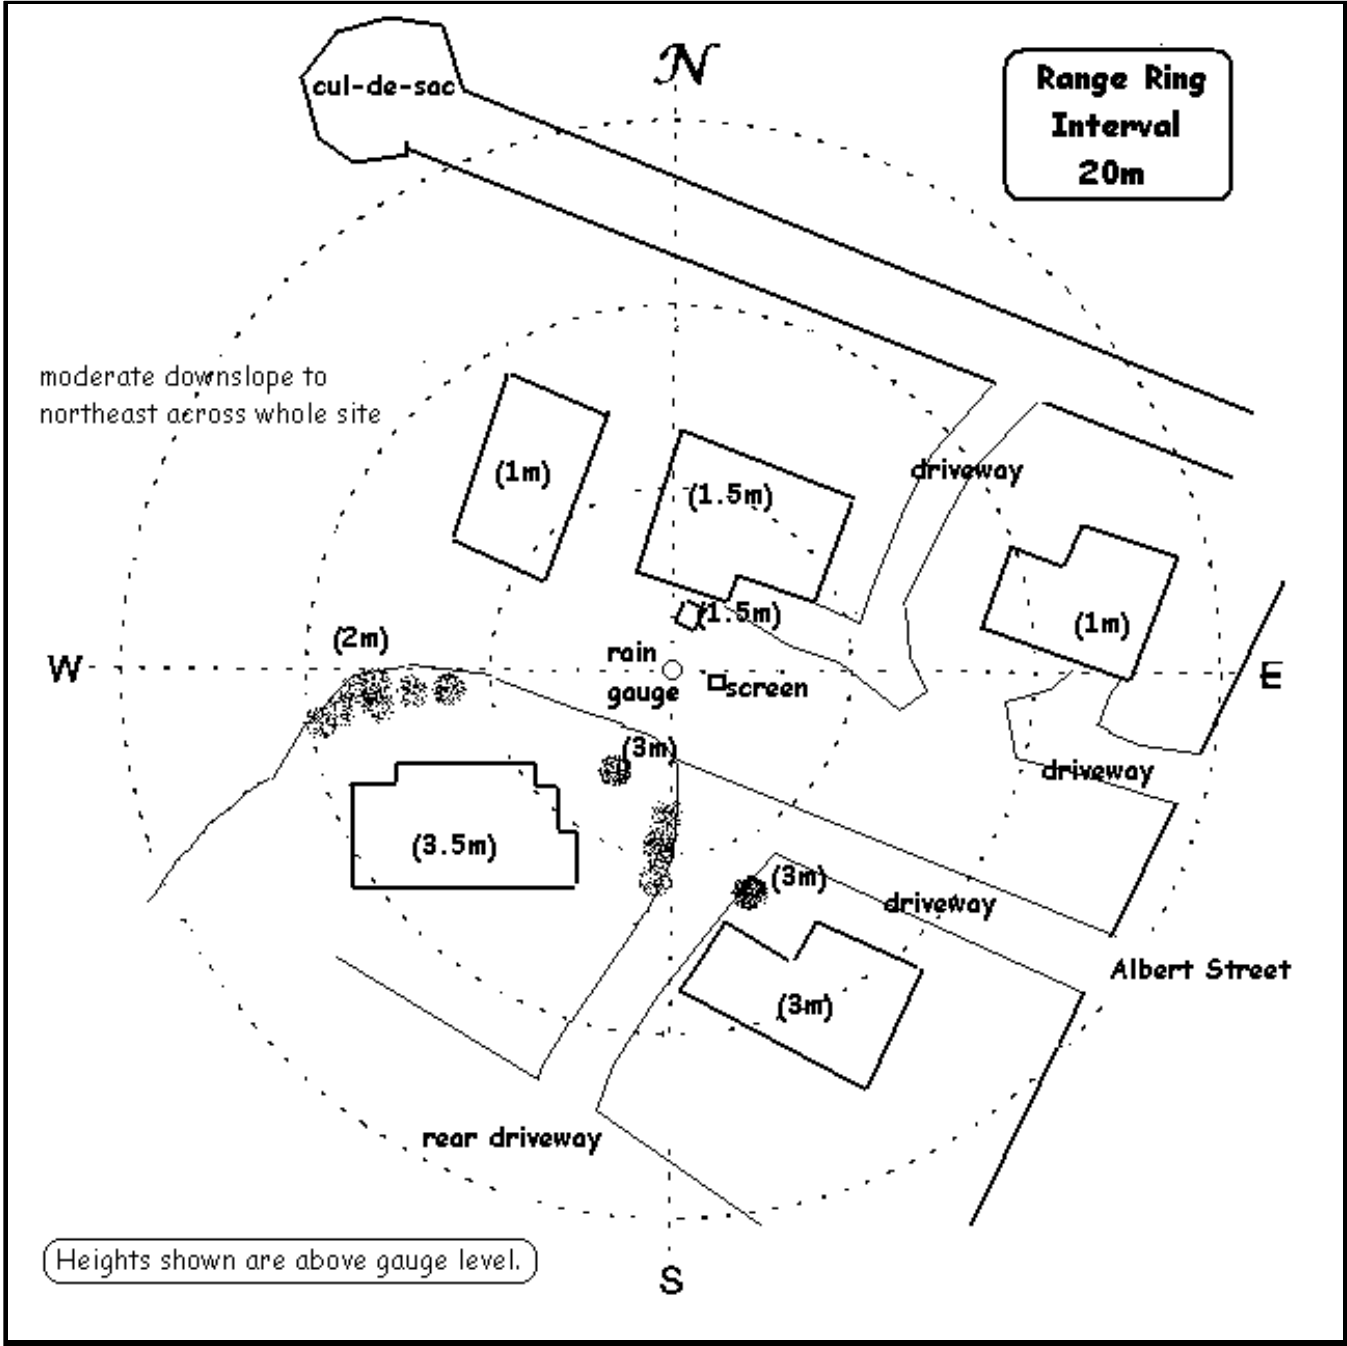 N
cul-de-sac
Range Ring
Interval
20m
moderate downslope to
northeast across whole site
(1m)
(1.5m)
driveway
(1.5m)
(1m)
(2m)
rain
gauge
W
E
screen
(3m)
driveway
(3.5m)
(3m)
driveway
Albert Street
(3m)
rear driveway
Heights shown are above gauge level.
S